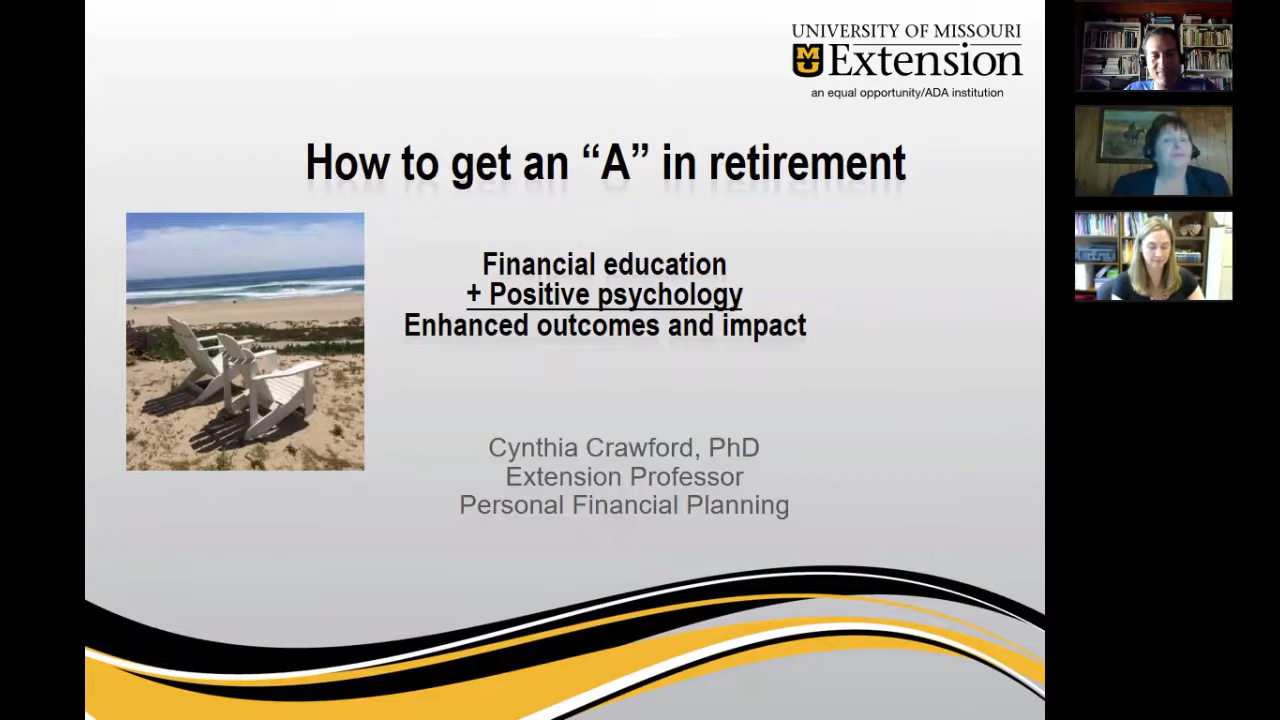 UNIVERSITY OF MISSOURI
Extension
an equal opportunity/ADA institution
How to get an “A” in retirement
Financial education
+ Positive psychology
Enhanced outcomes and impact
Cynthia Crawford, PhD
Extension Professor
Personal Financial Planning